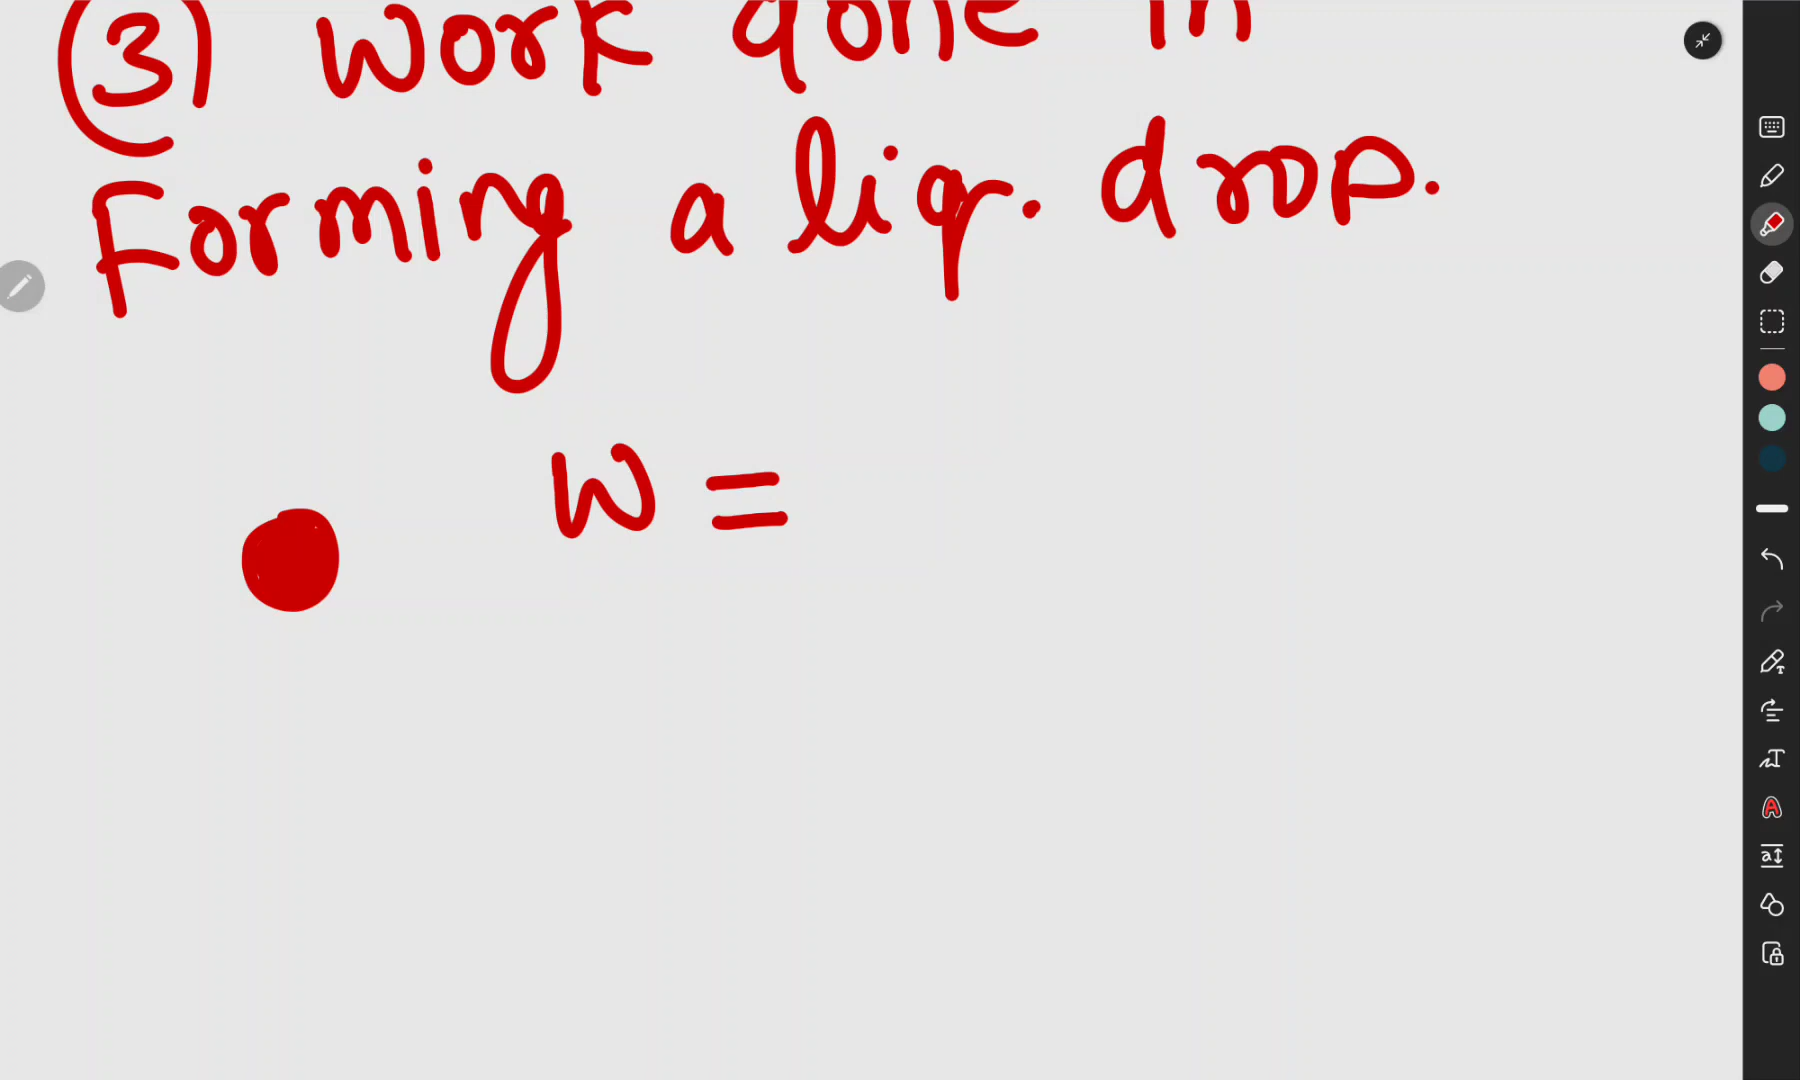 (3) Work done in
Forming a liq. drop.
W =